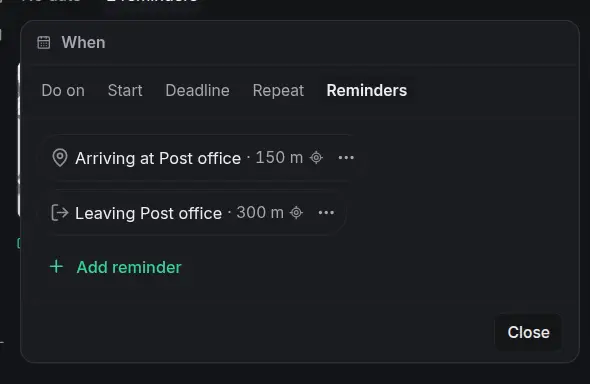 When
Do on Start Deadline Repeat Reminders
Arriving at Post office · 150 m
Leaving Post office · 300 m
Add reminder
Close